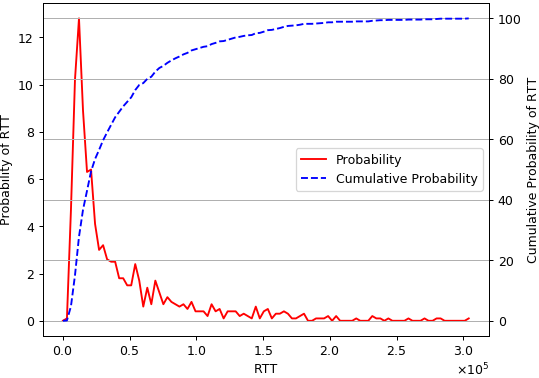 Probability of RTT
12
10
8
6
4
2
0
Probability
Cumulative Probability
100
80
60
40
20
0
Cumulative Probability of RTT
0.0 0.5 1.0 1.5 2.0 2.5 3.0
×10⁵
RTT